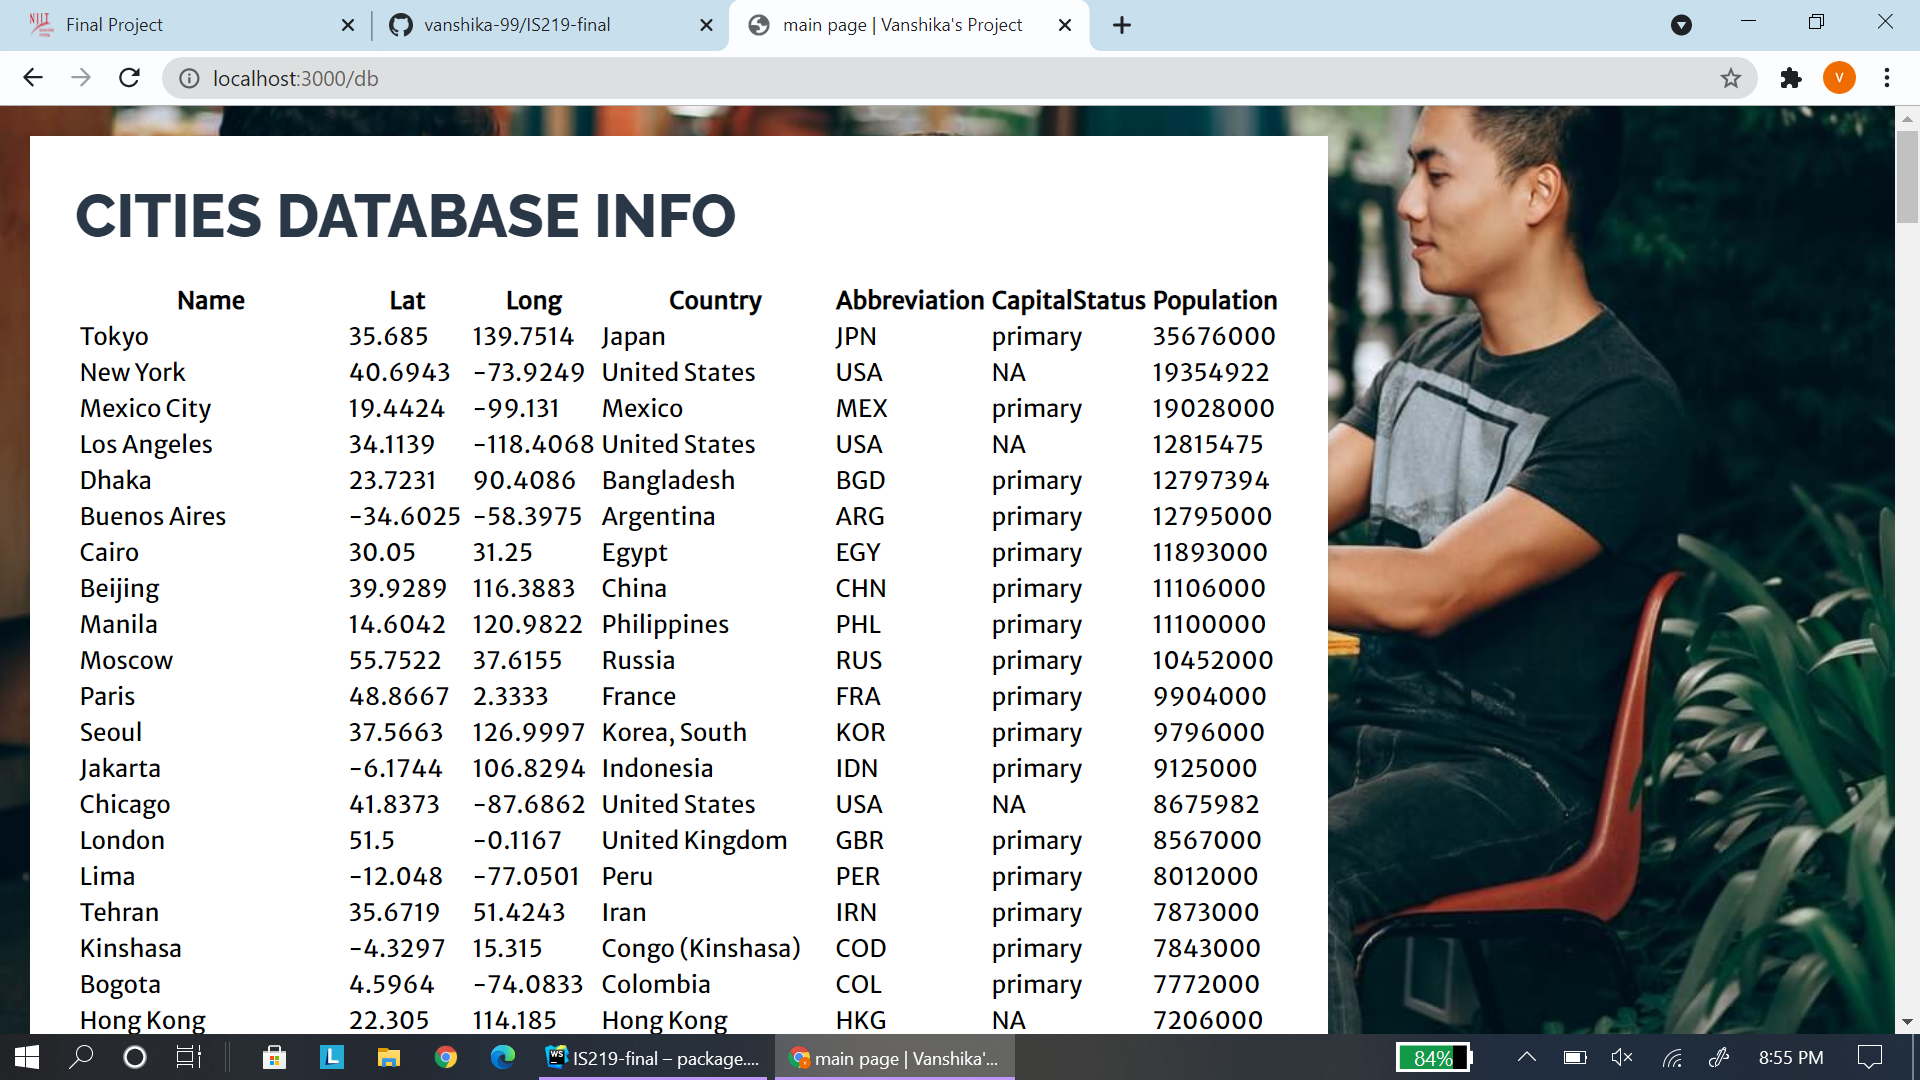 Final Project
vanshika-99/IS219-final
main page | Vanshika's Project
V
localhost:3000/db
CITIES DATABASE INFO
Name Lat Long Country Abbreviation CapitalStatus Population
Tokyo 35.685 139.7514 Japan JPN primary 35676000
New York 40.6943 -73.9249 United States USA NA 19354922
Mexico City 19.4424 -99.131 Mexico MEX primary 19028000
Los Angeles 34.1139 -118.4068 United States USA NA 12815475
Dhaka 23.7231 90.4086 Bangladesh BGD primary 12797394
Buenos Aires -34.6025 -58.3975 Argentina ARG primary 12795000
Cairo 30.05 31.25 Egypt EGY primary 11893000
Beijing 39.9289 116.3883 China CHN primary 11106000
Manila 14.6042 120.9822 Philippines PHL primary 11100000
Moscow 55.7522 37.6155 Russia RUS primary 10452000
Paris 48.8667 2.3333 France FRA primary 9904000
Seoul 37.5663 126.9997 Korea, South KOR primary 9796000
Jakarta -6.1744 106.8294 Indonesia IDN primary 9125000
Chicago 41.8373 -87.6862 United States USA NA 8675982
London 51.5 -0.1167 United Kingdom GBR primary 8567000
Lima -12.048 -77.0501 Peru PER primary 8012000
Tehran 35.6719 51.4243 Iran IRN primary 7873000
Kinshasa -4.3297 15.315 Congo (Kinshasa) COD primary 7843000
Bogota 4.5964 -74.0833 Colombia COL primary 7772000
Hong Kong 22.305 114.185 Hong Kong HKG NA 7206000
L
WS
IS219-final – package....
main page | Vanshika'...
84%
8:55 PM